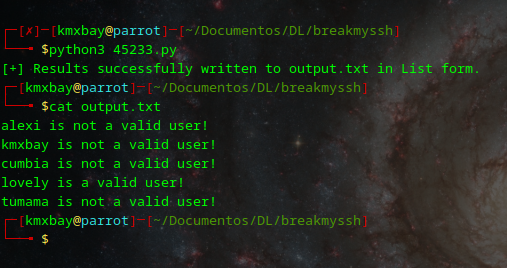 ┌─[✗]─[kmxbay@parrot]─[~/Documentos/DL/breakmyssh]
└──╼ $python3 45233.py
[+] Results successfully written to output.txt in List form.
┌─[kmxbay@parrot]─[~/Documentos/DL/breakmyssh]
└──╼ $cat output.txt
alexi is not a valid user!
kmxbay is not a valid user!
cumbia is not a valid user!
lovely is a valid user!
tumama is not a valid user!
┌─[kmxbay@parrot]─[~/Documentos/DL/breakmyssh]
└──╼ $